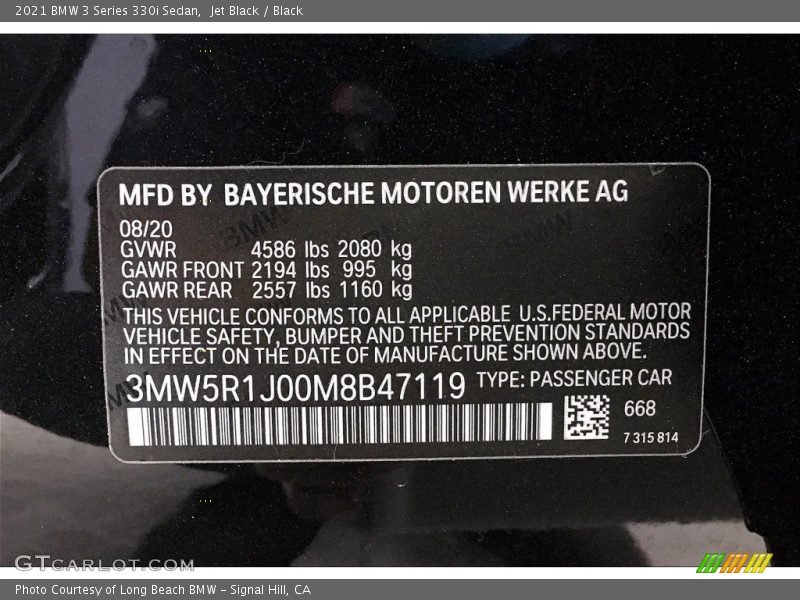 2021 BMW 3 Series 330i Sedan, Jet Black / Black
MFD BY BAYERISCHE MOTOREN WERKE AG
08/20
GVWR 4586 lbs 2080 kg
GAWR FRONT 2194 lbs 995 kg
GAWR REAR 2557 lbs 1160 kg
THIS VEHICLE CONFORMS TO ALL APPLICABLE U.S.FEDERAL MOTOR
VEHICLE SAFETY, BUMPER AND THEFT PREVENTION STANDARDS
IN EFFECT ON THE DATE OF MANUFACTURE SHOWN ABOVE.
3MW5R1J00M8B47119 TYPE: PASSENGER CAR
668
7 315 814
GTCARLOT.COM
Photo Courtesy of Long Beach BMW - Signal Hill, CA